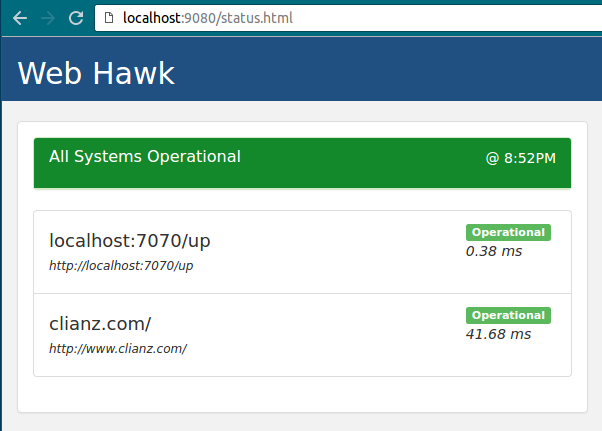 localhost:9080/status.html
Web Hawk
All Systems Operational @ 8:52PM
localhost:7070/up Operational
http://localhost:7070/up 0.38 ms
clianz.com/ Operational
http://www.clianz.com/ 41.68 ms